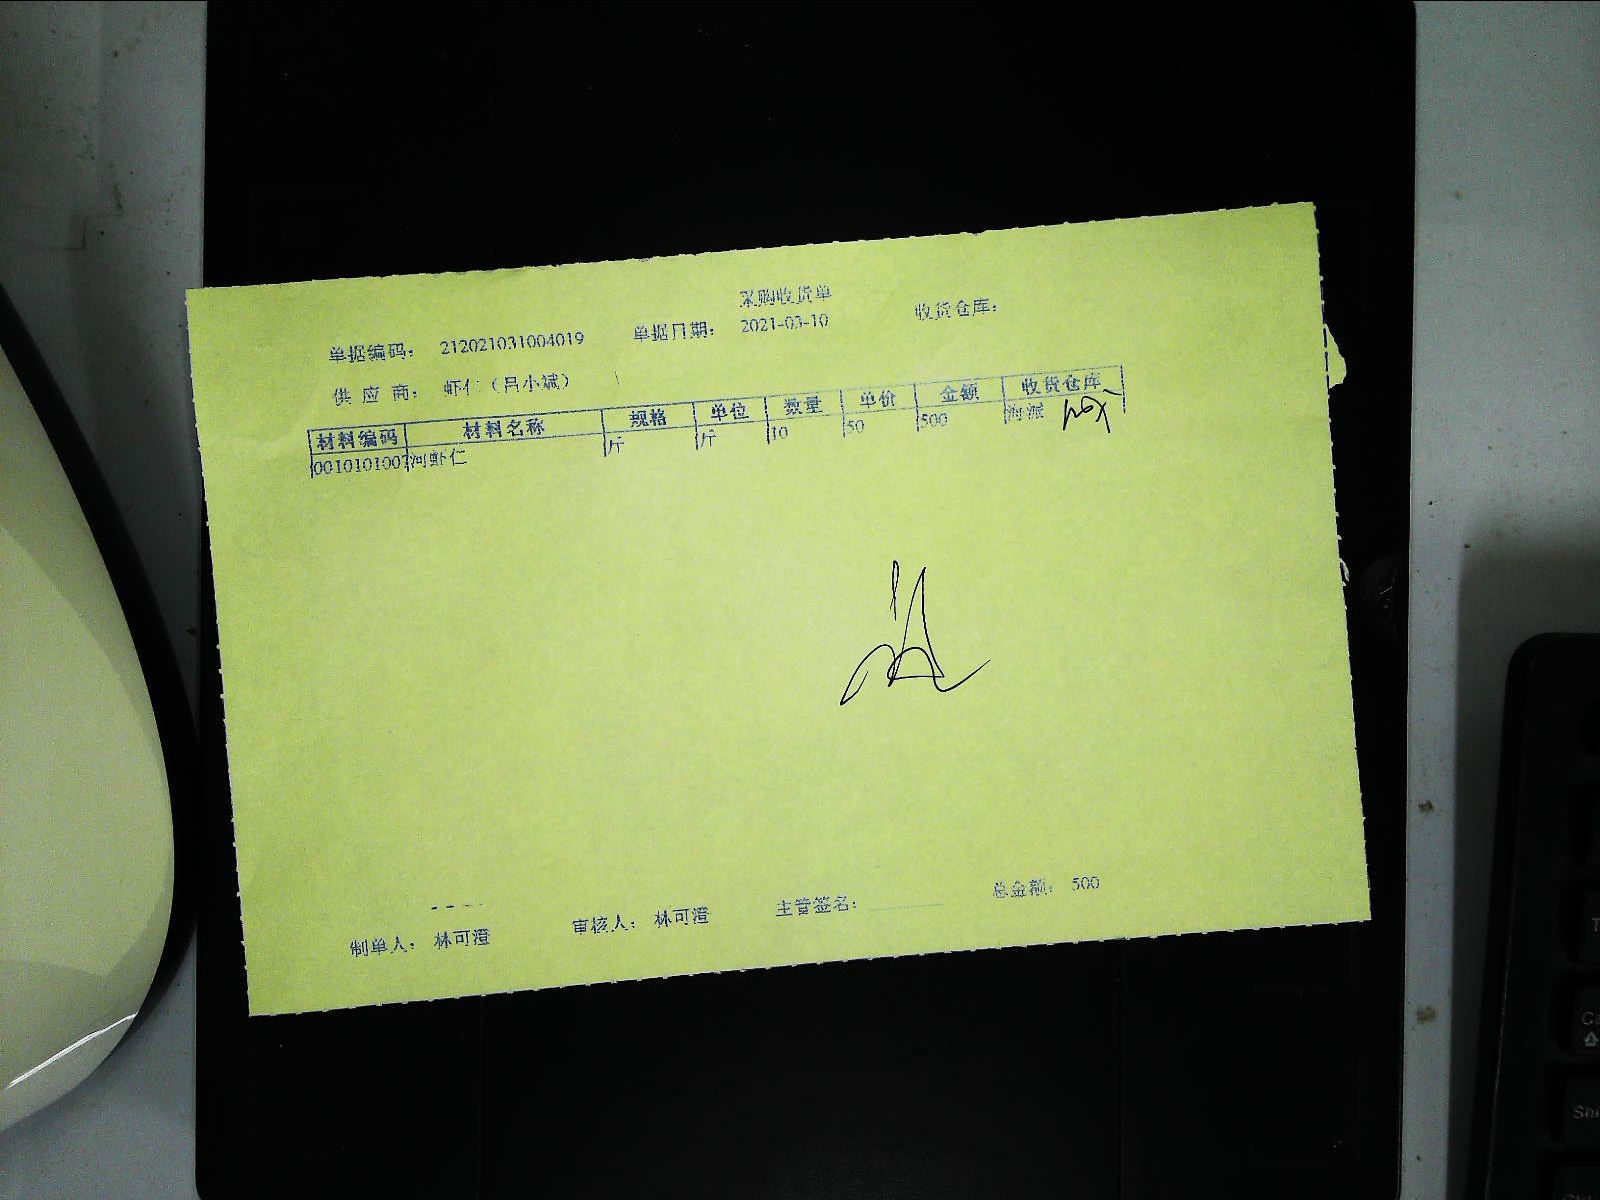 采购收货单
单据编码： 212021031004019 单据日期： 2021-03-10 收货仓库：
供应商： 虾仁（吕小斌）
材料编码 材料名称 规格 单位 数量 单价 金额 收货仓库
0010101007 河虾仁 斤 斤 10 50 500 海派
总金额： 500
制单人： 林可澄 审核人： 林可澄 主管签名：